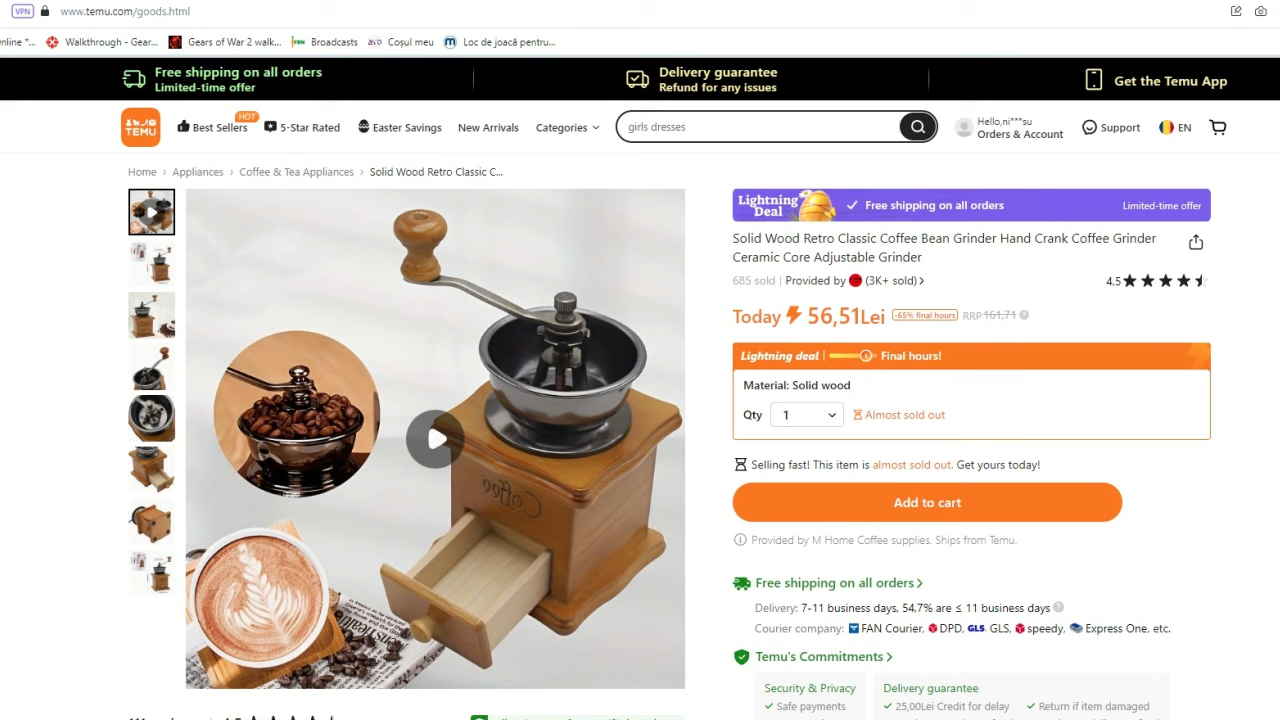 VPN
www.temu.com/goods.html
nline "...
Walkthrough - Gear...
Gears of War 2 walk...
Broadcasts
Coșul meu
Loc de joacă pentru...
Free shipping on all orders
Limited-time offer
Delivery guarantee
Refund for any issues
Get the Temu App
TEMU
Best Sellers
HOT
5-Star Rated
Easter Savings
New Arrivals
Categories
girls dresses
Hello,ni***su
Orders & Account
Support
EN
Home › Appliances › Coffee & Tea Appliances › Solid Wood Retro Classic C...
Lightning
Deal
Free shipping on all orders
Limited-time offer
Solid Wood Retro Classic Coffee Bean Grinder Hand Crank Coffee Grinder
Ceramic Core Adjustable Grinder
685 sold | Provided by (3K+ sold)
4.5
Today 56,51Lei -65% final hours RRP 161,71
Lightning deal | Final hours!
Material: Solid wood
Qty 1 Almost sold out
Selling fast! This item is almost sold out. Get yours today!
Add to cart
Provided by M Home Coffee supplies. Ships from Temu.
Free shipping on all orders
Delivery: 7-11 business days, 54,7% are ≤ 11 business days
Courier company: FAN Courier, DPD, GLS GLS, speedy, Express One, etc.
Temu's Commitments
Security & Privacy
Safe payments
Delivery guarantee
25,00Lei Credit for delay
Return if item damaged
Coffee